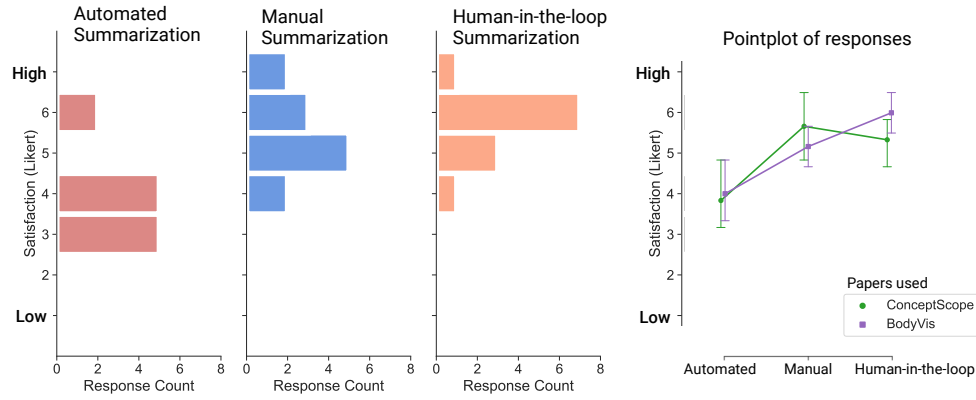 Automated
Summarization
Manual
Summarization
Human-in-the-loop
Summarization
Pointplot of responses
High
6
5
4
3
2
Low
Satisfaction (Likert)
0 2 4 6 8
Response Count
0 2 4 6 8
Response Count
0 2 4 6 8
Response Count
High
6
5
4
3
2
Low
Satisfaction (Likert)
Papers used
ConceptScope
BodyVis
Automated Manual Human-in-the-loop